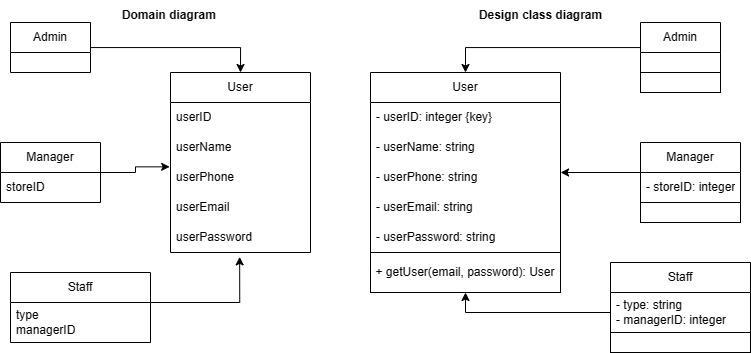 Domain diagram
Admin
User
userID
userName
userPhone
userEmail
userPassword
Manager
storeID
Staff
type
managerID
Design class diagram
Admin
User
- userID: integer {key}
- userName: string
- userPhone: string
- userEmail: string
- userPassword: string
+ getUser(email, password): User
Manager
- storeID: integer
Staff
- type: string
- managerID: integer